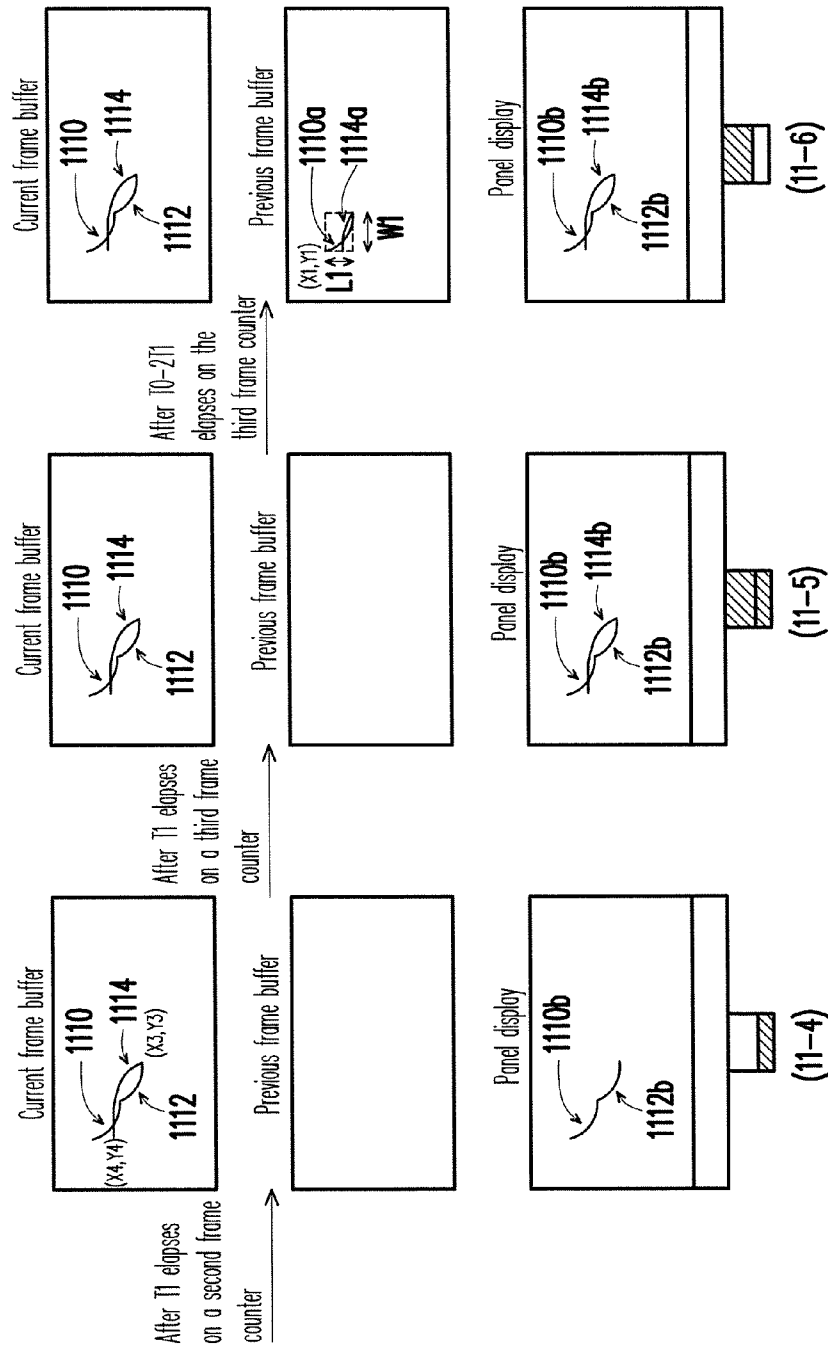 After T1 elapses
on a second frame
counter
Current frame buffer
1110
1114
(X4,Y4)
(X3,Y3)
1112
Previous frame buffer
Panel display
1110b
1112b
(11-4)
After T1 elapses
on a third frame
counter
Current frame buffer
1110
1114
1112
Previous frame buffer
Panel display
1110b
1114b
1112b
(11-5)
After T0-2T1
elapses on the
third frame counter
Current frame buffer
1110
1114
1112
Previous frame buffer
1110a
1114a
(X1,Y1)
L1
W1
Panel display
1110b
1114b
1112b
(11-6)